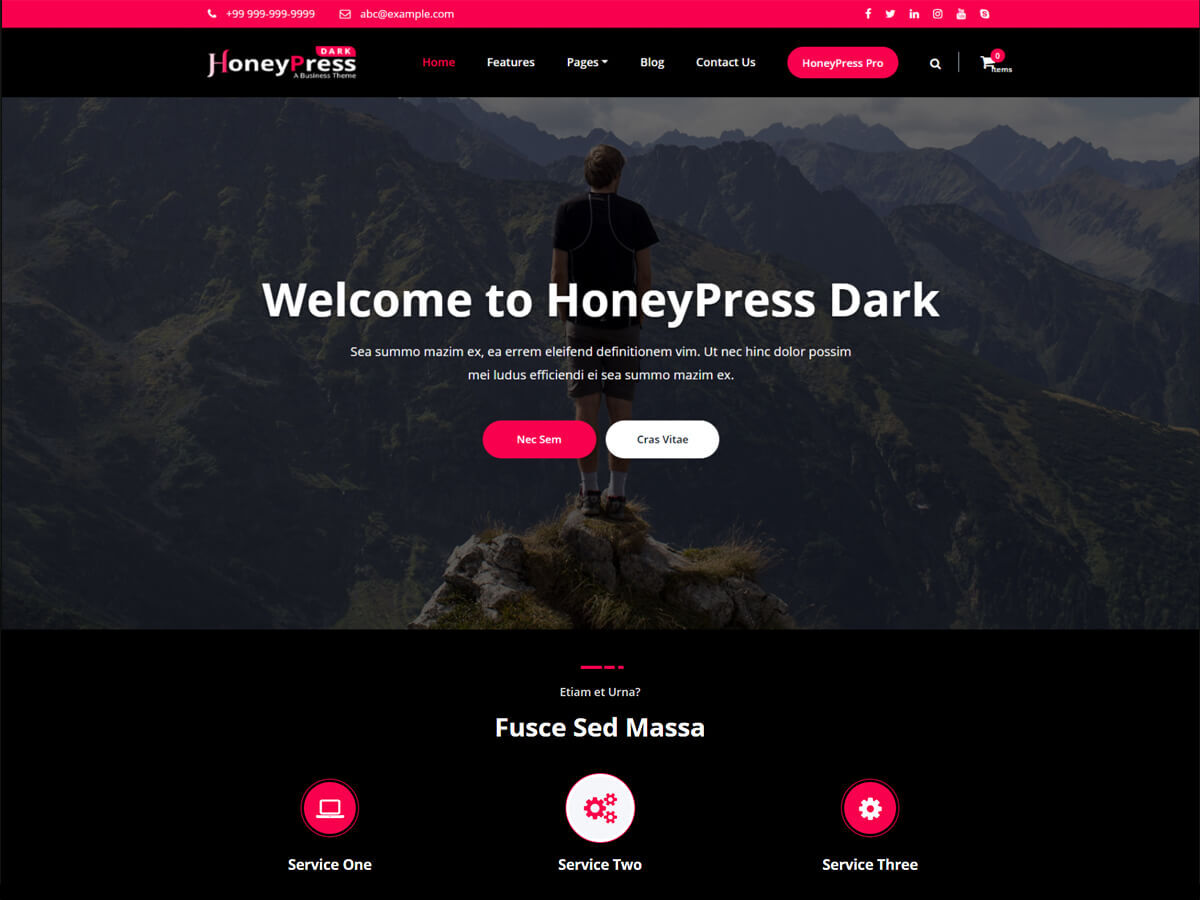 +99 999-999-9999 abc@example.com
DARK
HoneyPress
A Business Theme
Home Features Pages Blog Contact Us HoneyPress Pro 0
Items
Welcome to HoneyPress Dark
Sea summo mazim ex, ea errem eleifend definitionem vim. Ut nec hinc dolor possim
mei ludus efficiendi ei sea summo mazim ex.
Nec Sem Cras Vitae
Etiam et Urna?
Fusce Sed Massa
Service One Service Two Service Three